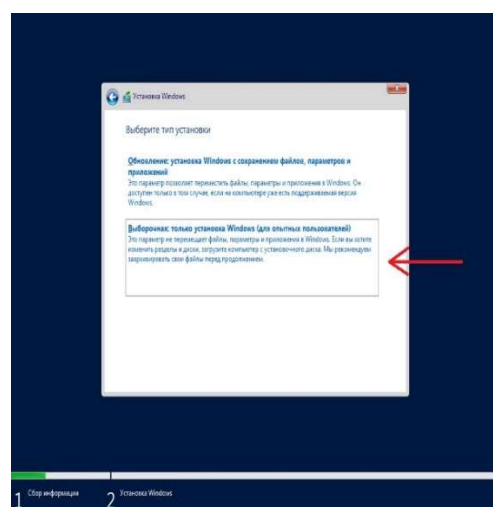 Установка Windows
Выберите тип установки
Обновление: установка Windows с сохранением файлов, параметров и
приложений
Это параметр позволяет переместить файлы, параметры и приложения в Windows. Он
доступен только в том случае, если на компьютере уже есть поддерживаемая версия
Windows.
Выборочная: только установка Windows (для опытных пользователей)
Это параметр не перемещает файлы, параметры и приложения в Windows. Если вы хотите
изменить разделы и диски, загрузите компьютер с установочного диска. Мы рекомендуем
заархивировать свои файлы перед продолжением.
1 Сбор информации
2 Установка Windows